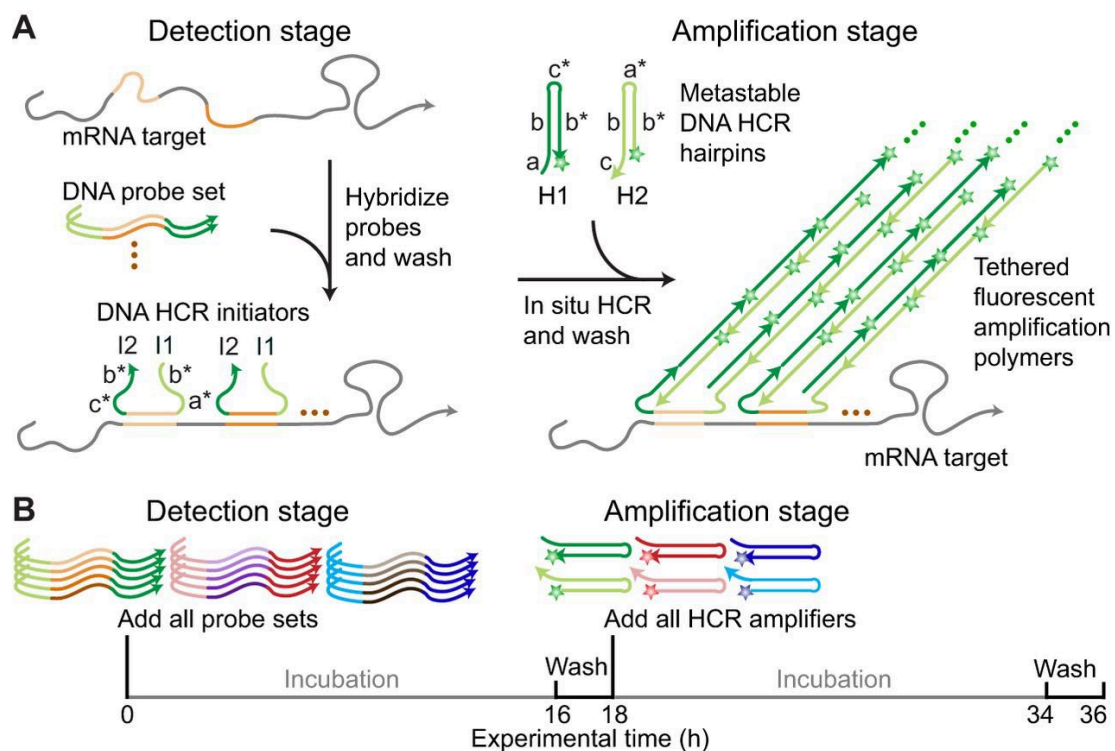 A
Detection stage
Amplification stage
mRNA target
DNA probe set
Hybridize
probes
and wash
DNA HCR initiators
I2 I1 I2 I1
b* b*
c* a*
c* a*
b b* b b*
a c
H1 H2
Metastable
DNA HCR
hairpins
In situ HCR
and wash
Tethered
fluorescent
amplification
polymers
mRNA target
B
Detection stage
Amplification stage
Add all probe sets
Add all HCR amplifiers
Incubation Wash Incubation Wash
0 16 18 34 36
Experimental time (h)